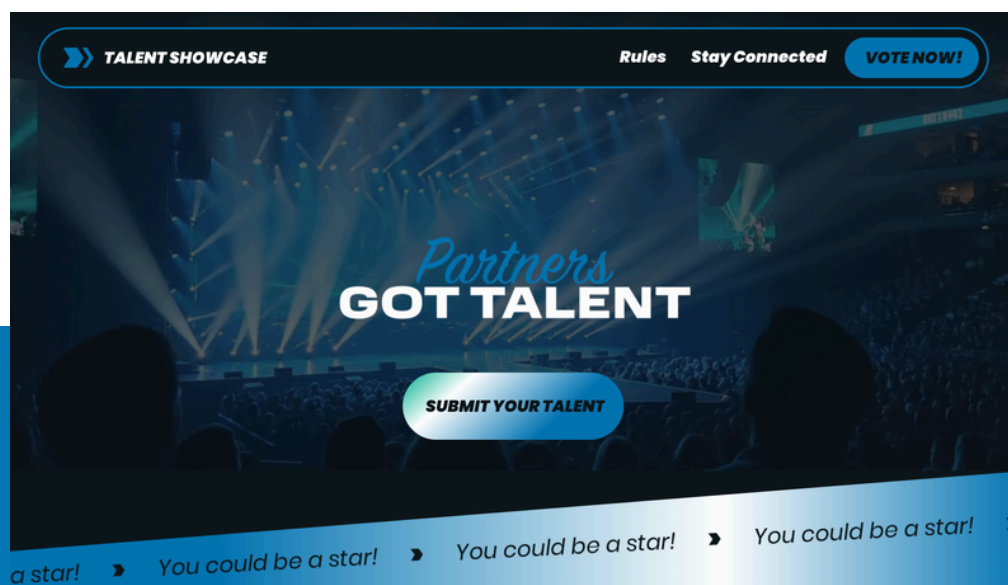 TALENT SHOWCASE
Rules
Stay Connected
VOTE NOW!
Partners
GOT TALENT
SUBMIT YOUR TALENT
a star!
You could be a star!
You could be a star!
You could be a star!